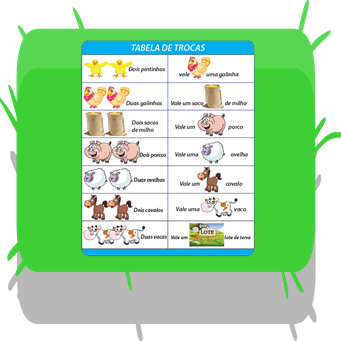 TABELA DE TROCAS
Dois pintinhos
vale uma galinha
Duas galinhas
Vale um saco de milho
Dois sacos
de milho
Vale um porco
Dois porcos
Vale uma ovelha
Duas ovelhas
Vale um cavalo
Dois cavalos
Vale uma vaca
Duas vacas
Vale um LOTE lote de terra